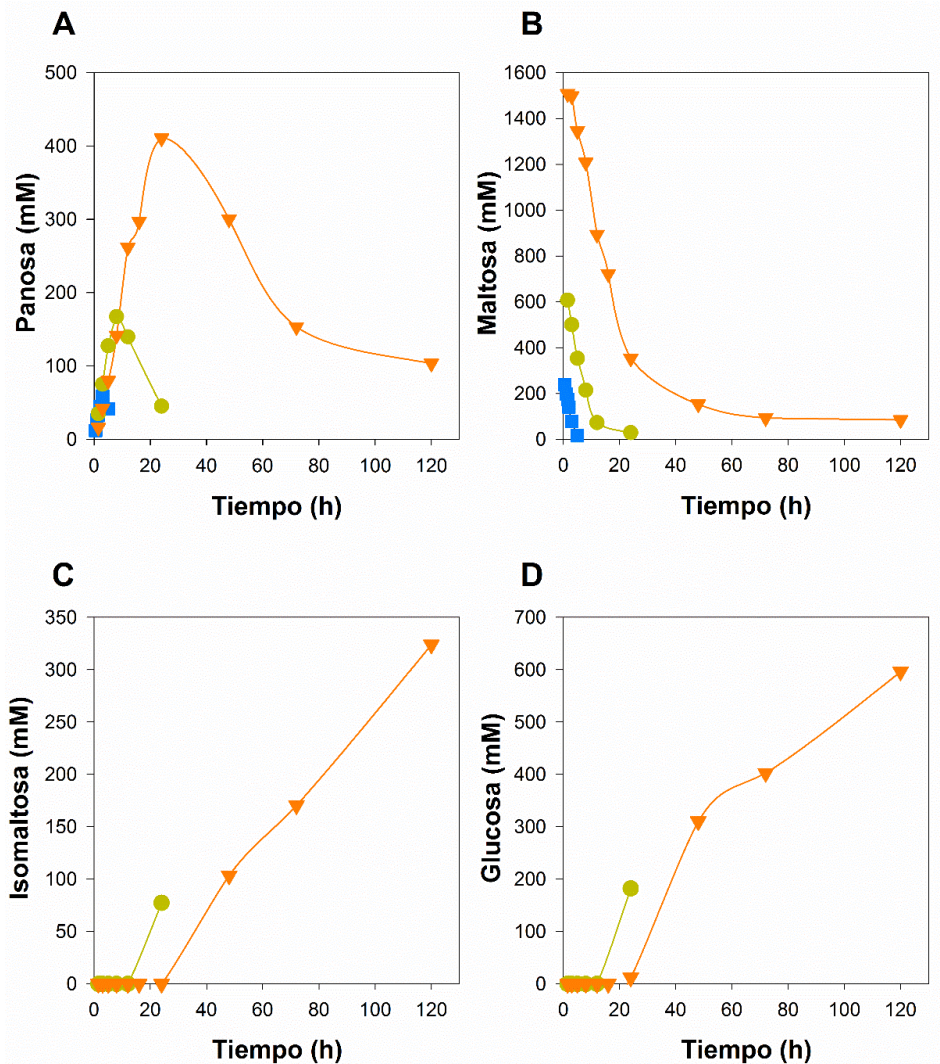 A
500
400
300
200
100
0
Panosa (mM)
0 20 40 60 80 100 120
Tiempo (h)
B
1600
1400
1200
1000
800
600
400
200
0
Maltosa (mM)
0 20 40 60 80 100 120
Tiempo (h)
C
350
300
250
200
150
100
50
0
Isomaltosa (mM)
0 20 40 60 80 100 120
Tiempo (h)
D
700
600
500
400
300
200
100
0
Glucosa (mM)
0 20 40 60 80 100 120
Tiempo (h)